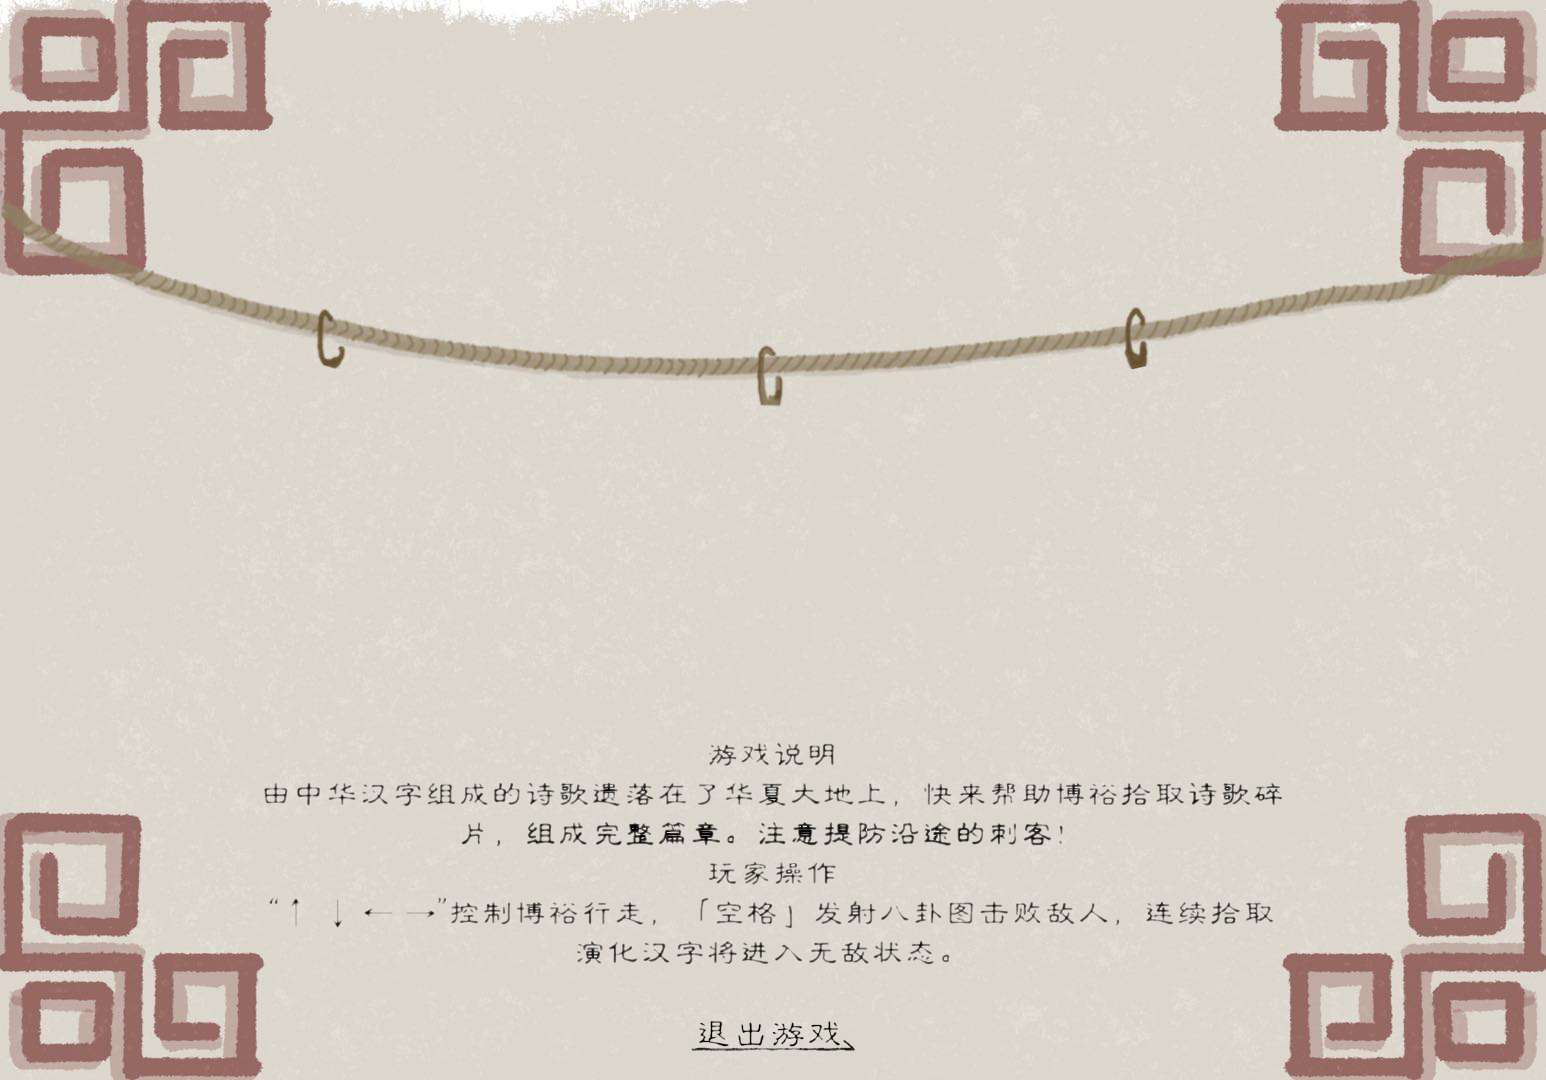 游戏说明
由中华汉字组成的诗歌遗落在了华夏大地上，快来帮助博裕拾取诗歌碎
片，组成完整篇章。注意提防沿途的刺客！
玩家操作
“↑ ↓ ← →”控制博裕行走，「空格」发射八卦图击败敌人，连续拾取
演化汉字将进入无敌状态。
退出游戏